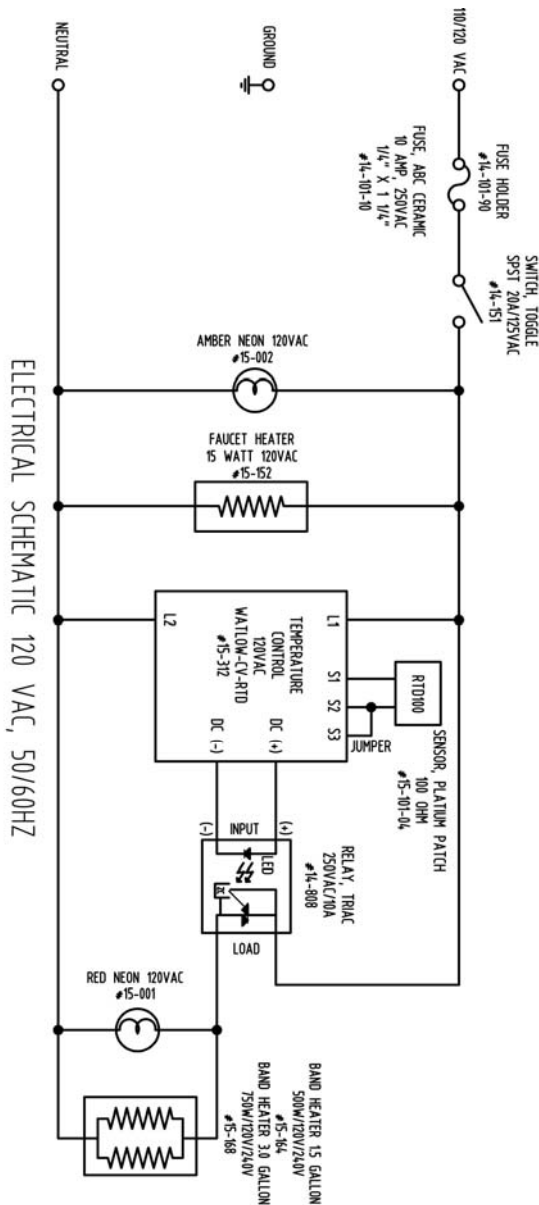 110/120 VAC
GROUND
NEUTRAL
FUSE HOLDER
#14-101-90
FUSE, ABC CERAMIC
10 AMP, 250VAC
1/4" X 1 1/4"
#14-101-10
SWITCH, TOGGLE
SPST 20A/125VAC
#14-151
AMBER NEON 120VAC
#15-002
FAUCET HEATER
15 WATT 120VAC
#15-152
L1
L2
TEMPERATURE
CONTROL
120VAC
WATLOW-CV-RTD
#15-312
S1
S2
S3
RTD100
JUMPER
SENSOR, PLATIUM PATCH
100 OHM
#15-101-04
DC (+)
DC (-)
(+)
INPUT
(-)
LED
LOAD
RELAY, TRIAC
250VAC/10A
#14-808
RED NEON 120VAC
#15-001
BAND HEATER 1.5 GALLON
500W/120V/240V
#15-164
BAND HEATER 3.0 GALLON
750W/120V/240V
#15-168
ELECTRICAL SCHEMATIC 120 VAC, 50/60HZ